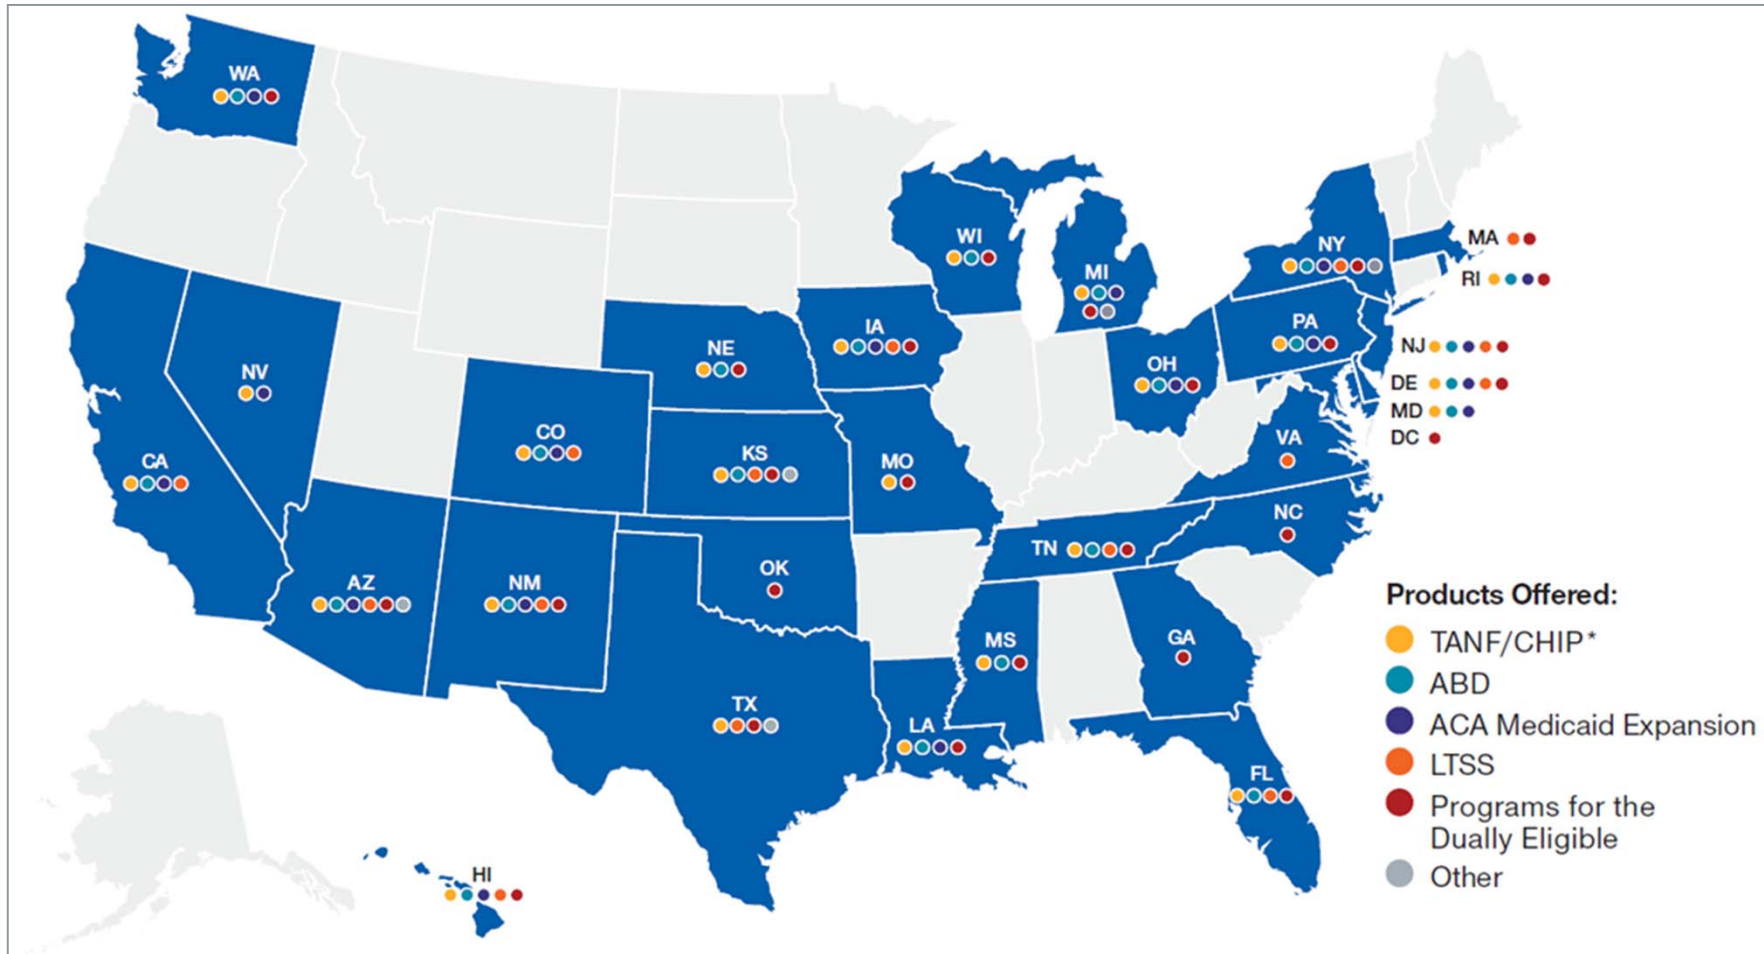 WA
WI
MI
NY
MA
RI
IA
PA
NE
OH
NJ
NV
DE
MD
CO
DC
VA
KS
CA
MO
NC
TN
OK
AZ
NM
MS
GA
TX
LA
FL
HI
Products Offered:
TANF/CHIP*
ABD
ACA Medicaid Expansion
LTSS
Programs for the
Dually Eligible
Other